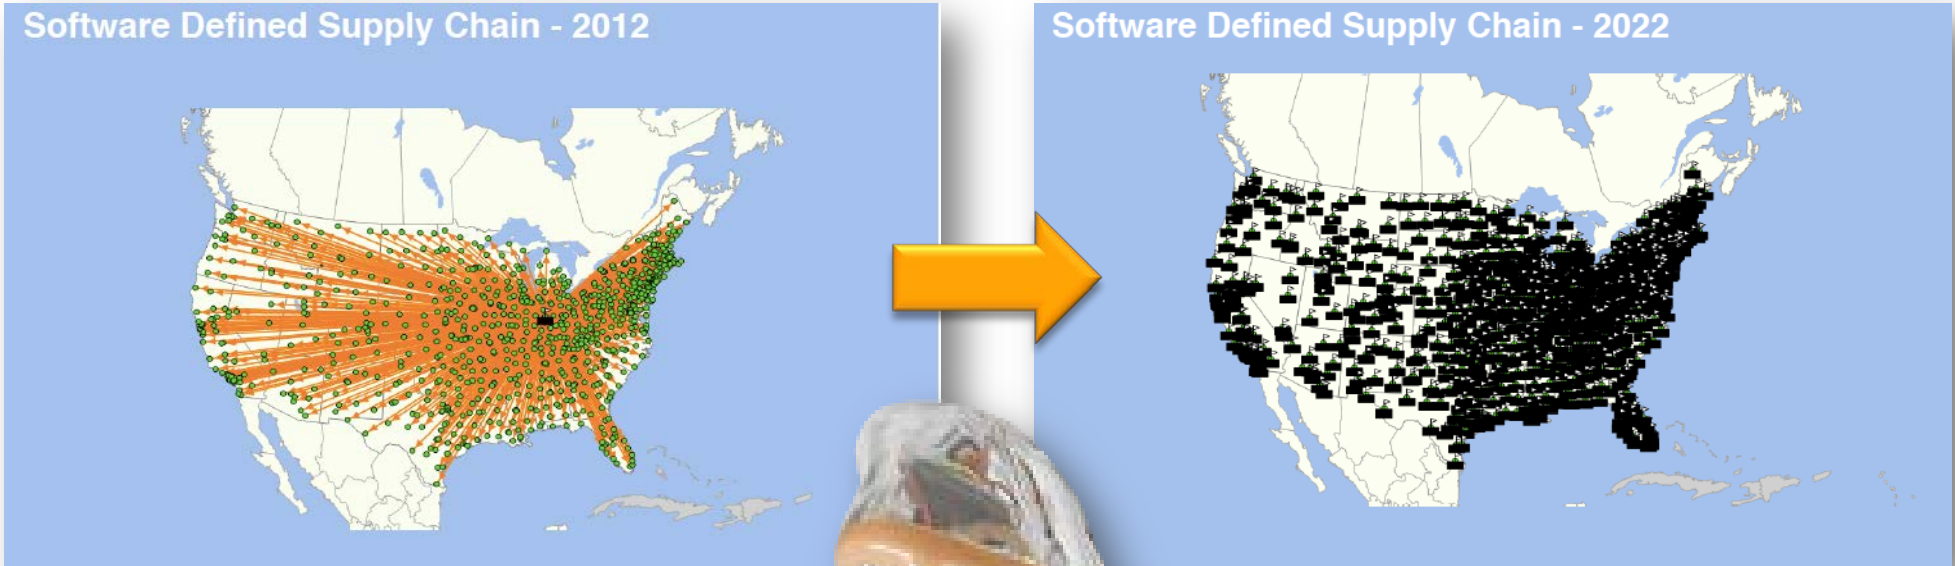 Software Defined Supply Chain - 2012
Software Defined Supply Chain - 2022